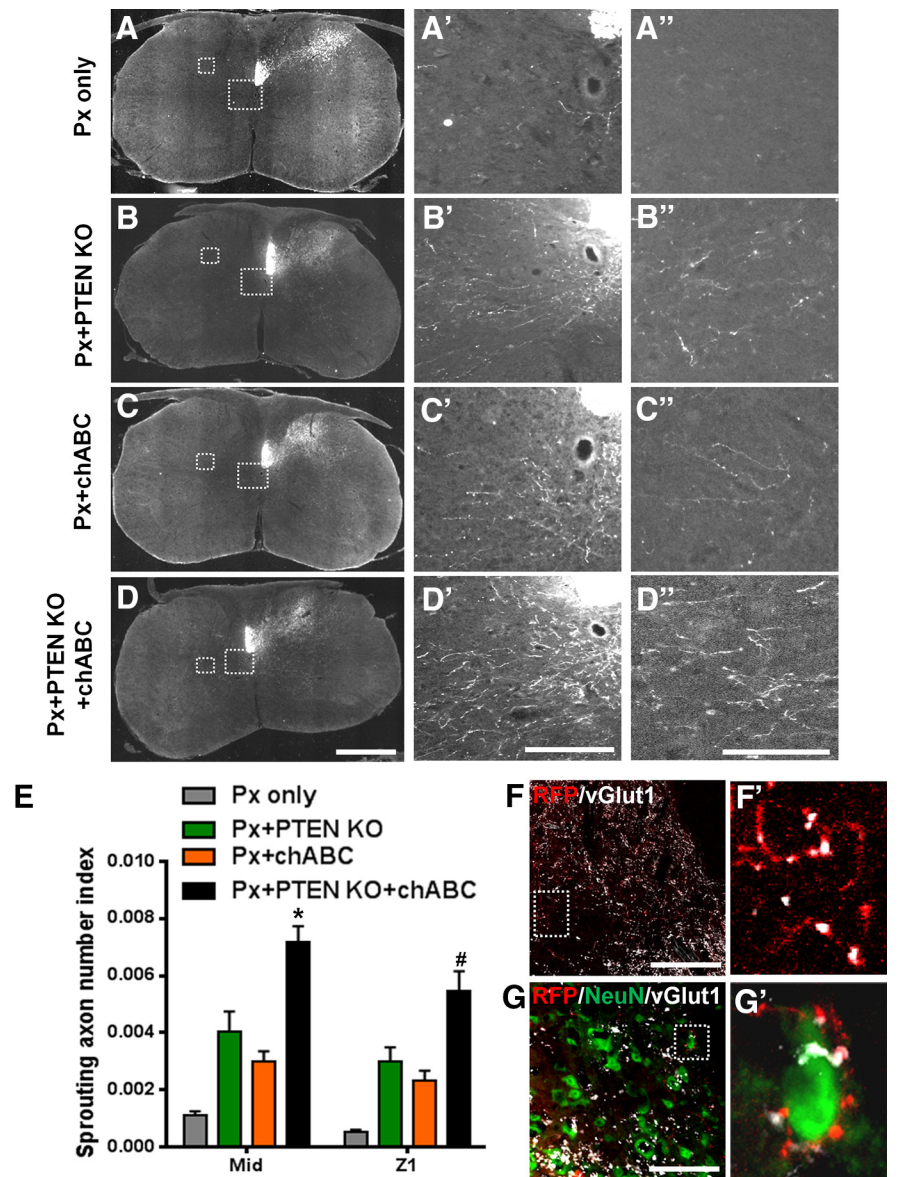 A
A’
A’’
Px only
B
B’
B’’
Px+PTEN KO
C
C’
C’’
Px+chABC
D
D’
D’’
Px+PTEN KO
+chABC
E
Px only
Px+PTEN KO
Px+chABC
Px+PTEN KO+chABC
Sprouting axon number index
0.010
0.008
0.006
0.004
0.002
0.000
*
#
Mid
Z1
F
RFP/vGlut1
F’
G
RFP/NeuN/vGlut1
G’